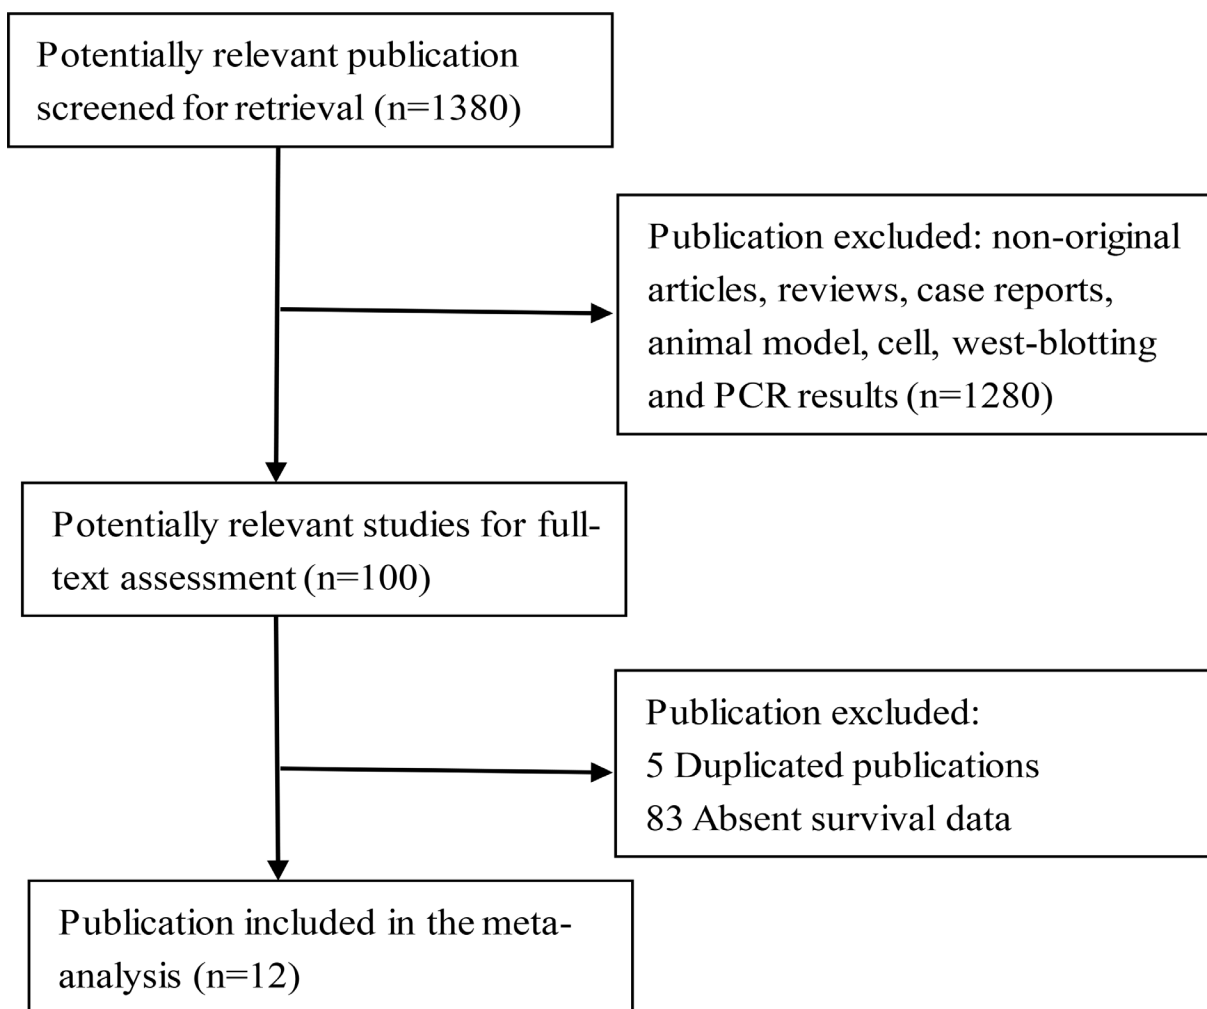 Potentially relevant publication
screened for retrieval (n=1380)
Publication excluded: non-original
articles, reviews, case reports,
animal model, cell, west-blotting
and PCR results (n=1280)
Potentially relevant studies for full-
text assessment (n=100)
Publication excluded:
5 Duplicated publications
83 Absent survival data
Publication included in the meta-
analysis (n=12)